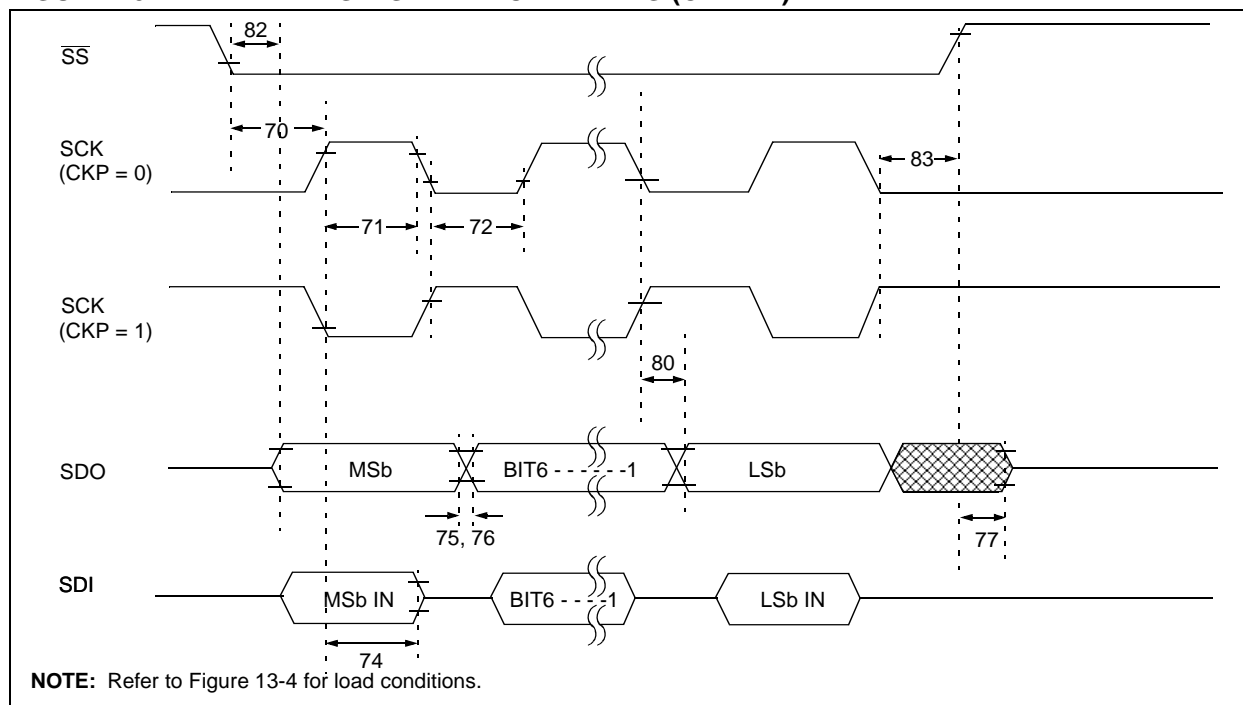 82
SS
70
SCK
(CKP = 0)
83
71
72
SCK
(CKP = 1)
80
SDO
MSb
BIT6 - - - - - -1
LSb
75, 76
77
SDI
MSb IN
BIT6 - - - -1
LSb IN
74
NOTE: Refer to Figure 13-4 for load conditions.